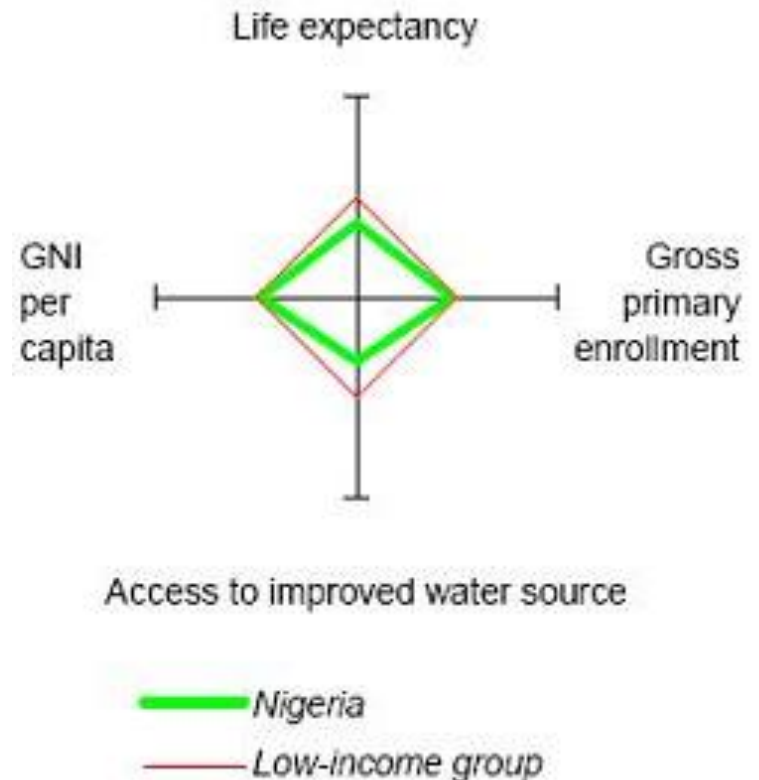 Life expectancy
GNI
per
capita
Gross
primary
enrollment
Access to improved water source
Nigeria
Low-income group